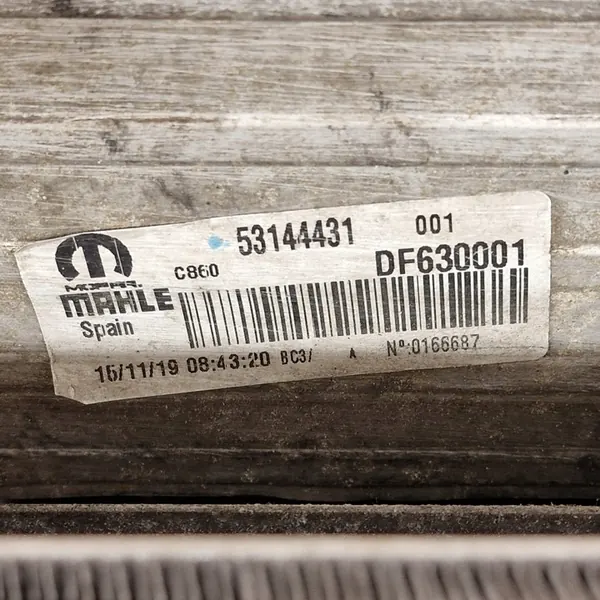 53144431 001
C860 DF630001
MOPAR
MAHLE
Spain
15/11/19 08:43:20 BC3/ A Nº:0166687